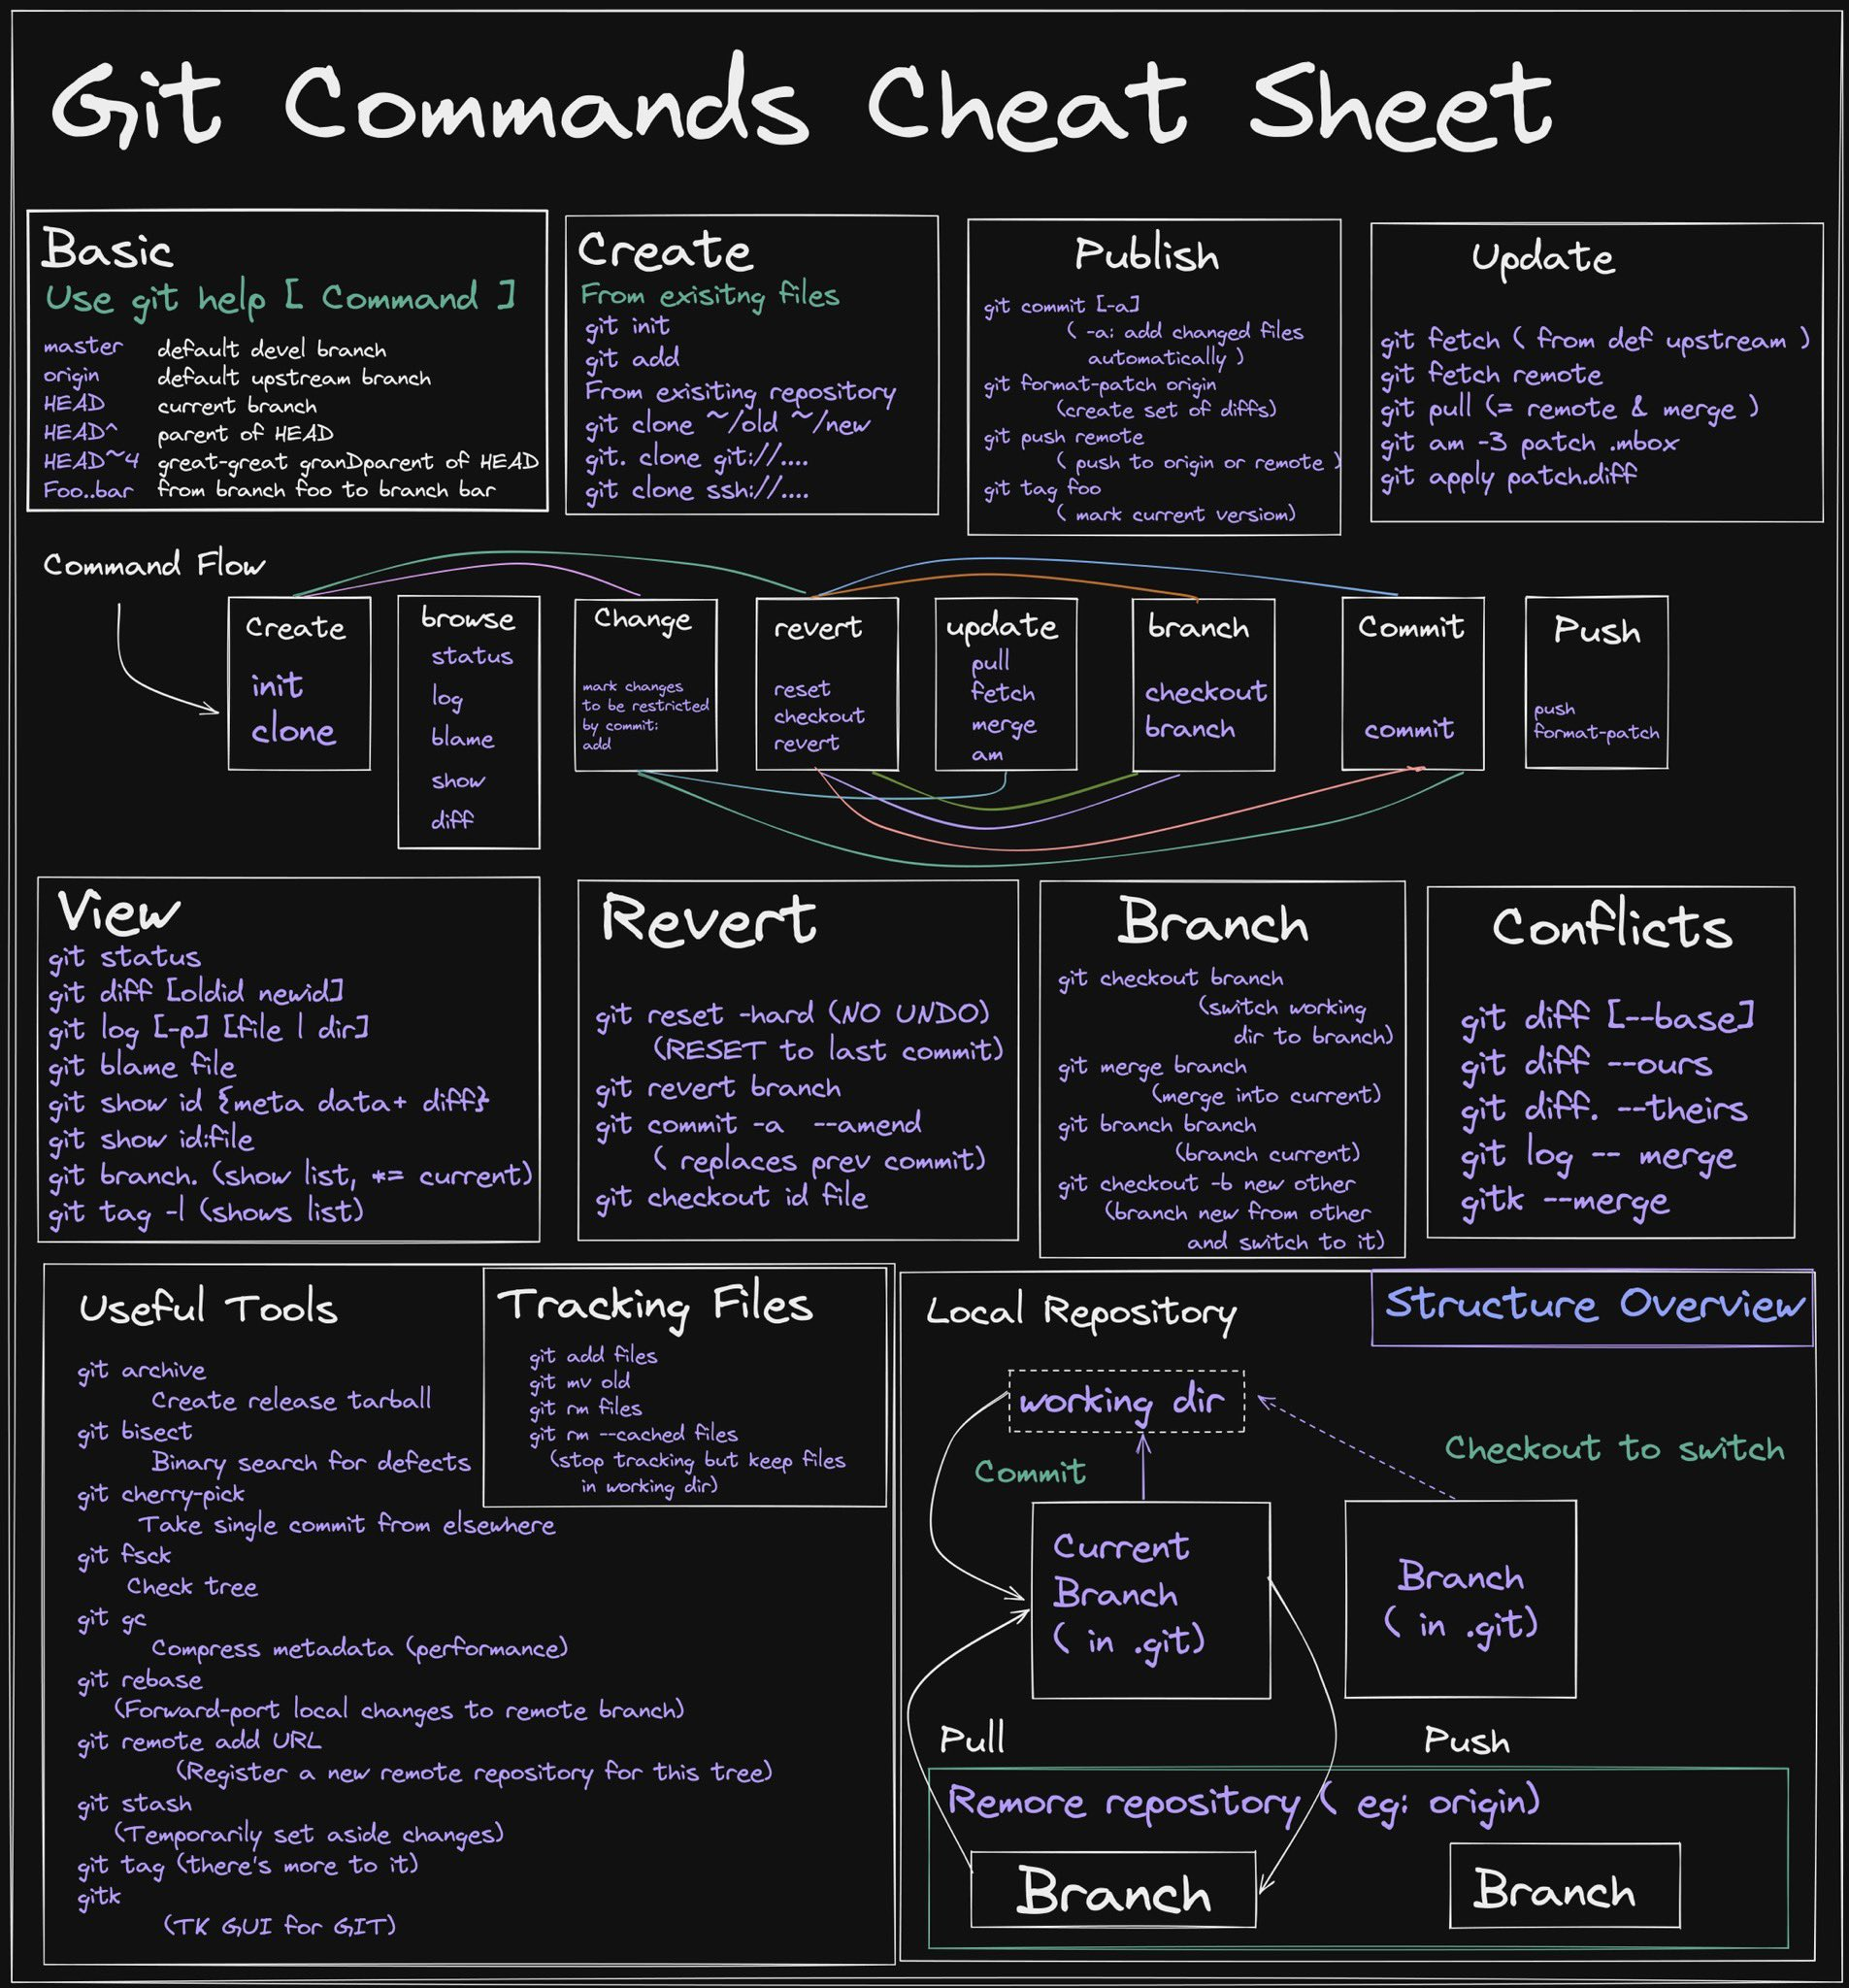 Git Commands Cheat Sheet
Basic
Use git help [ Command ]
master default devel branch
origin default upstream branch
HEAD current branch
HEAD^ parent of HEAD
HEAD~4 great-great granDparent of HEAD
Foo..bar from branch foo to branch bar
Create
From exisitng files
git init
git add
From exisiting repository
git clone ~/old ~/new
git. clone git://....
git clone ssh://....
Publish
git commit [-a]
( -a: add changed files
automatically )
git format-patch origin
(create set of diffs)
git push remote
( push to origin or remote )
git tag foo
( mark current versiom)
Update
git fetch ( from def upstream )
git fetch remote
git pull (= remote & merge )
git am -3 patch .mbox
git apply patch.diff
Command Flow
Create
init
clone
browse
status
log
blame
show
diff
Change
mark changes
to be restricted
by commit:
add
revert
reset
checkout
revert
update
pull
fetch
merge
am
branch
checkout
branch
Commit
commit
Push
push
format-patch
View
git status
git diff [oldid newid]
git log [-p] [file | dir]
git blame file
git show id {meta data+ diff}
git show id:file
git branch. (show list, *= current)
git tag -l (shows list)
Revert
git reset -hard (NO UNDO)
(RESET to last commit)
git revert branch
git commit -a --amend
( replaces prev commit)
git checkout id file
Branch
git checkout branch
(switch working
dir to branch)
git merge branch
(merge into current)
git branch branch
(branch current)
git checkout -b new other
(branch new from other
and switch to it)
Conflicts
git diff [--base]
git diff --ours
git diff. --theirs
git log -- merge
gitk --merge
Useful Tools
git archive
Create release tarball
git bisect
Binary search for defects
git cherry-pick
Take single commit from elsewhere
git fsck
Check tree
git gc
Compress metadata (performance)
git rebase
(Forward-port local changes to remote branch)
git remote add URL
(Register a new remote repository for this tree)
git stash
(Temporarily set aside changes)
git tag (there's more to it)
gitk
(TK GUI for GIT)
Tracking Files
git add files
git mv old
git rm files
git rm --cached files
(stop tracking but keep files
in working dir)
Local Repository
Structure Overview
working dir
Commit
Checkout to switch
Current
Branch
( in .git)
Branch
( in .git)
Pull
Push
Remore repository ( eg: origin)
Branch
Branch